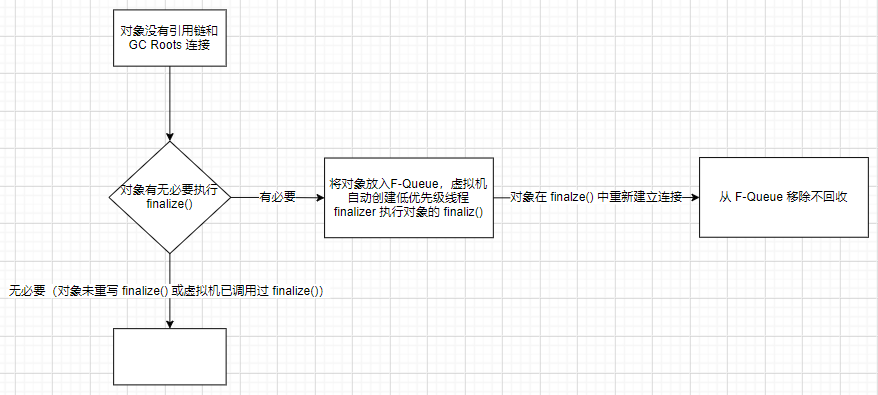 对象没有引用链和
GC Roots 连接
对象有无必要执行
finalize()
有必要
将对象放入F-Queue，虚拟机
自动创建低优先级线程
finalizer 执行对象的 finaliz()
对象在 finalze() 中重新建立连接
从 F-Queue 移除不回收
无必要（对象未重写 finalize() 或虚拟机已调用过 finalize()）